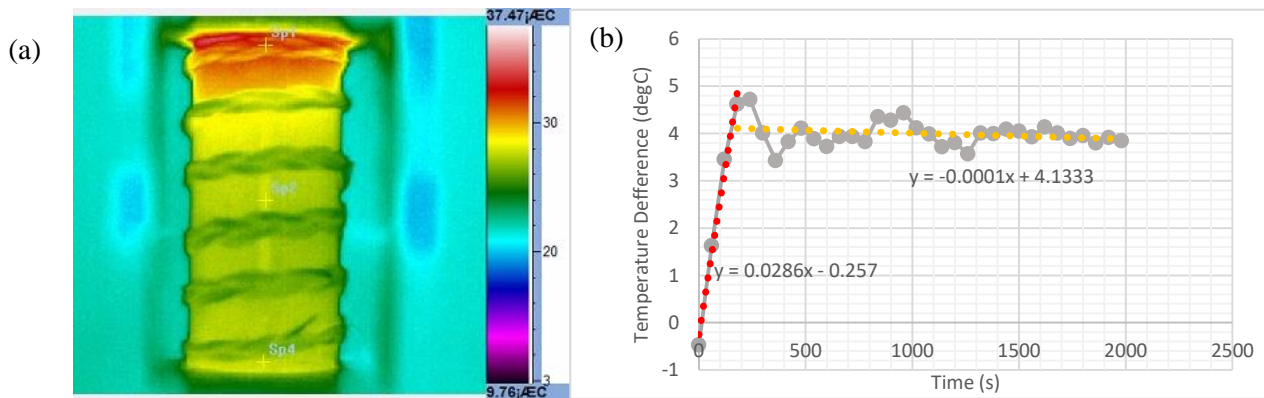 (a)
37.47¡ÆC
Sp1
30
Sp2
20
Sp4
3
9.76¡ÆC
(b)
Temperature Defference (degC)
6
5
4
3
2
1
0
-1
0
500
1000
1500
2000
2500
y = -0.0001x + 4.1333
y = 0.0286x - 0.257
Time (s)